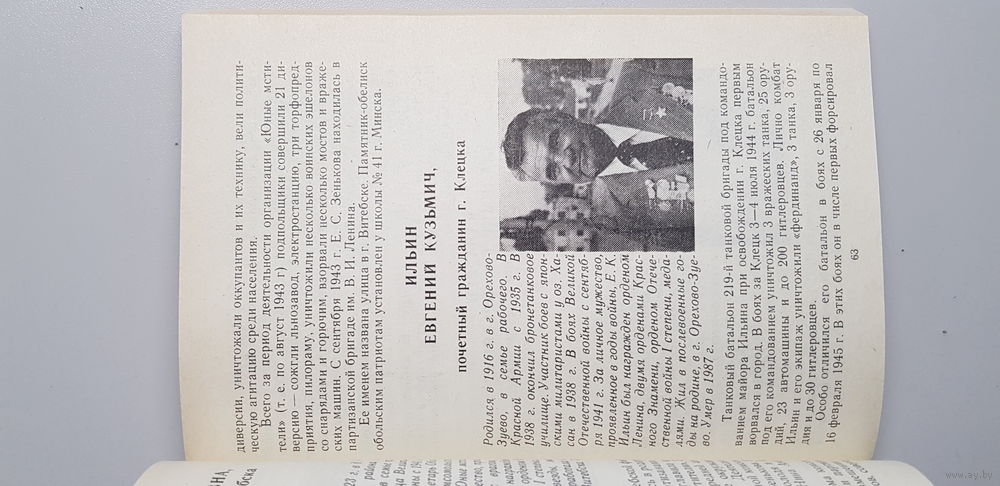 диверсии, уничтожали оккупантов и их технику, вели полити-
ческую агитацию среди населения.
Всего за период деятельности организации «Юные мсти-
тели» (т. е. по август 1943 г.) подпольщики совершили 21 ди-
версию — сожгли льнозавод, электростанцию, три торфопред-
приятия, пилораму, уничтожили несколько воинских эшелонов
со снарядами и горючим, взорвали несколько мостов и враже-
ских машин. С сентября 1943 г. Е. С. Зенькова находилась в
партизанской бригаде им. В. И. Ленина.
Ее именем названа улица в г. Витебске. Памятник-обелиск
обольским патриотам установлен у школы № 41 г. Минска.
ИЛЬИН
ЕВГЕНИЙ КУЗЬМИЧ,
почетный гражданин г. Клецка
Родился в 1916 г. в г. Орехово-
Зуево, в семье рабочего. В
Красной Армии с 1935 г. В
1938 г. окончил бронетанковое
училище. Участник боев с япон-
скими милитаристами у оз. Ха-
сан в 1938 г. В боях Великой
Отечественной войны с сентяб-
ря 1941 г. За личное мужество,
проявленное в годы войны, Е. К.
Ильин был награжден орденом
Ленина, двумя орденами Крас-
ного Знамени, орденом Отече-
ственной войны I степени, меда-
лями. Жил в послевоенные го-
ды на родине, в г. Орехово-Зуе-
во. Умер в 1987 г.
Танковый батальон 219-й танковой бригады под командо-
ванием майора Ильина при освобождении г. Клецка первым
ворвался в город. В боях за Клецк 3—4 июля 1944 г. батальон
под его командованием уничтожил 3 вражеских танка, 25 ору-
дий, 23 автомашины и до 200 гитлеровцев. Лично комбат
Ильин и его экипаж уничтожили «фердинанд», 3 танка, 3 ору-
дия и до 30 гитлеровцев.
Особо отличился его батальон в боях с 26 января по
16 февраля 1945 г. В этих боях он в числе первых форсировал
63
www.ay.by